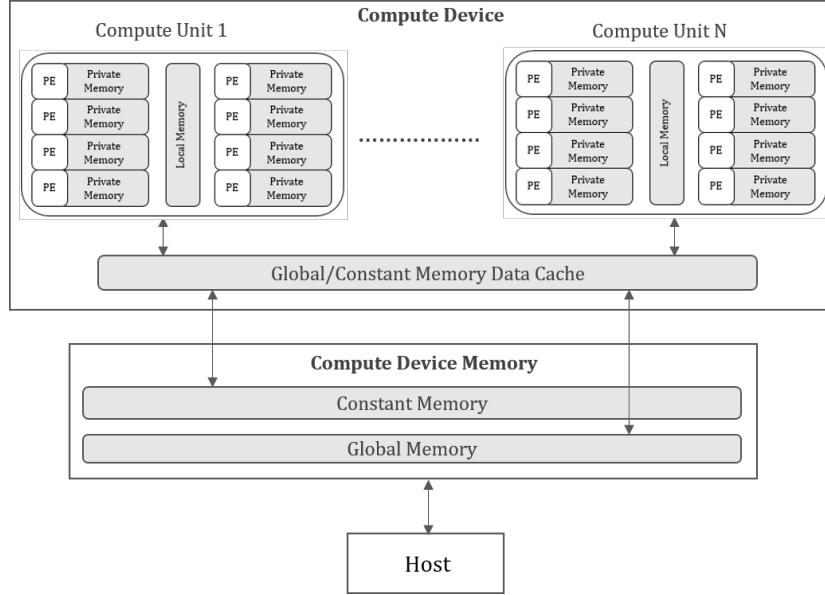 Compute Device
Compute Unit 1
Compute Unit N
PE Private Memory PE Private Memory
PE Private Memory PE Private Memory
PE Private Memory PE Private Memory
PE Private Memory PE Private Memory
Local Memory
....................
PE Private Memory PE Private Memory
PE Private Memory PE Private Memory
PE Private Memory PE Private Memory
PE Private Memory PE Private Memory
Local Memory
Global/Constant Memory Data Cache
Compute Device Memory
Constant Memory
Global Memory
Host